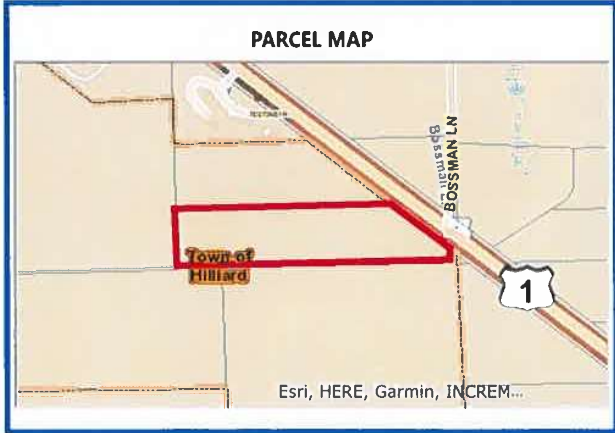 PARCEL MAP
BOSSMAN LN
Bossman L
Town of
Hilliard
1
Esri, HERE, Garmin, INCREM...